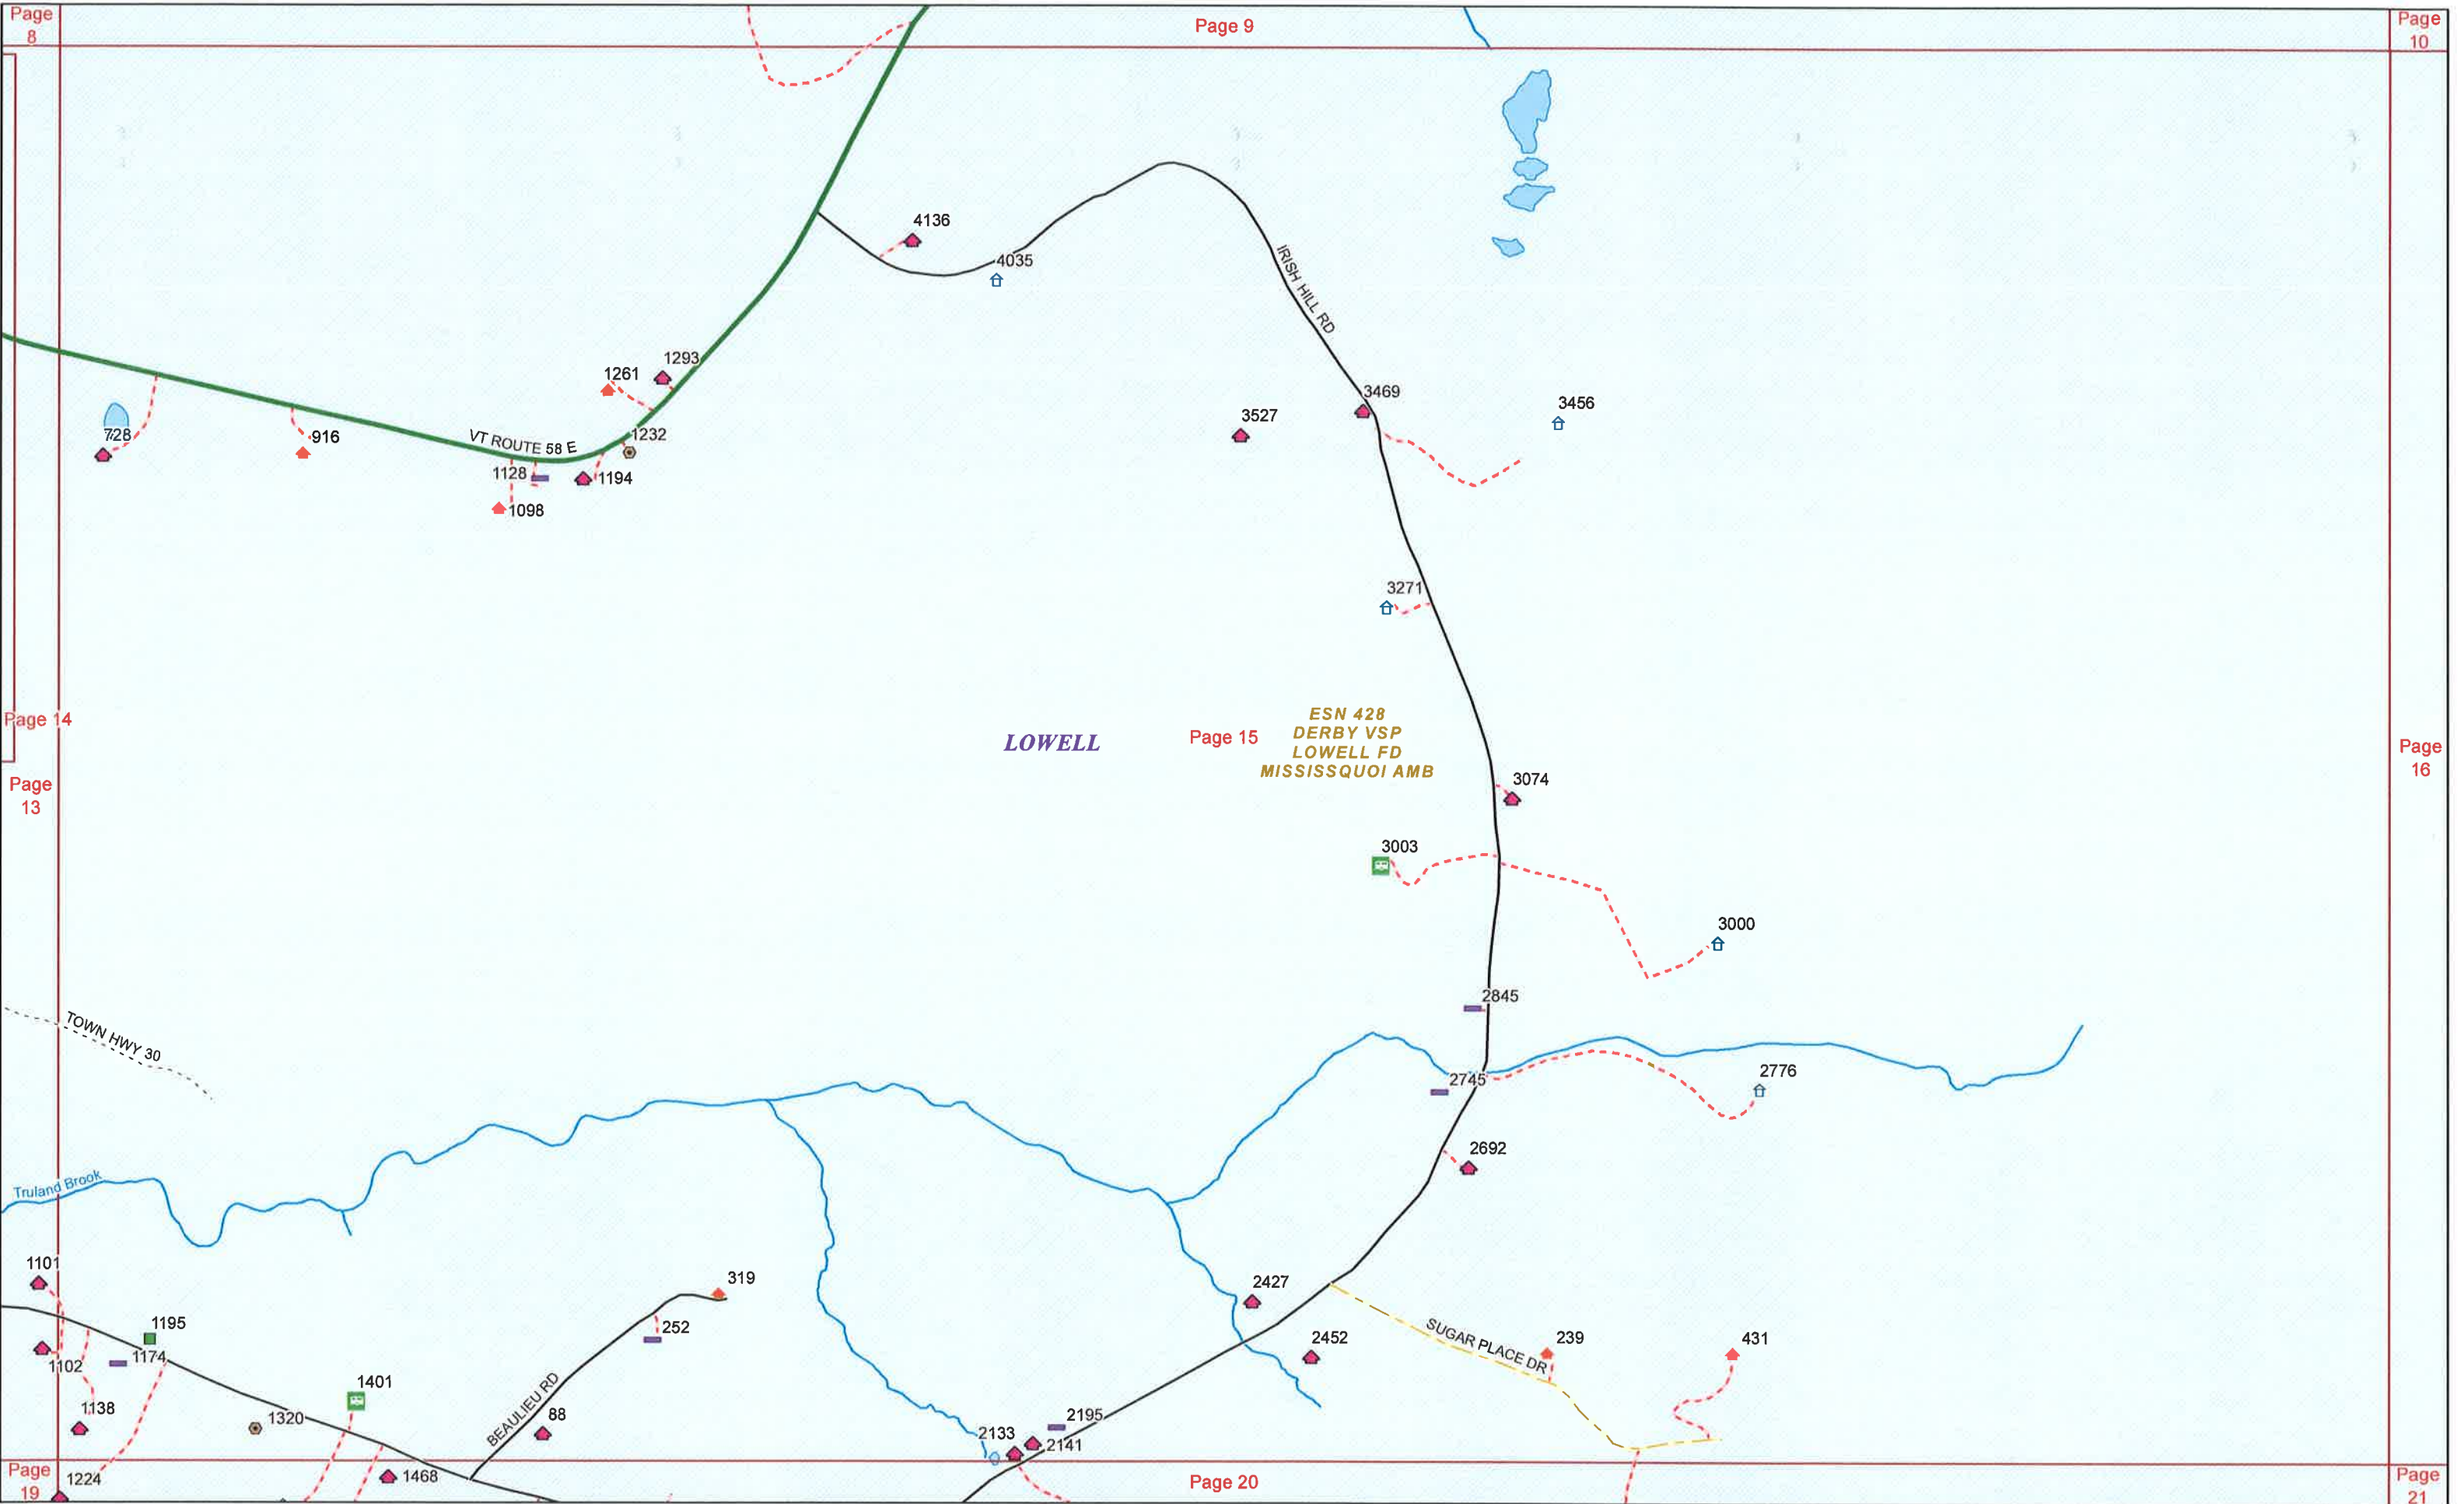 Page
8
Page 9
Page
10
4136
4035
IRISH HILL RD
1293
1261
3469
3456
3527
728
916
VT ROUTE 58 E
1232
1128
1194
1098
3271
Page 14
LOWELL
Page 15
ESN 428
DERBY VSP
LOWELL FD
MISSISSQUOI AMB
Page
16
Page
13
3074
3003
3000
2845
TOWN HWY 30
2745
2776
2692
Truland Brook
1101
319
2427
1195
252
2452
SUGAR PLACE DR
239
431
1174
1102
1401
BEAULIEU RD
88
1138
1320
2195
2133
2141
Page
19
1224
1468
Page 20
Page
21